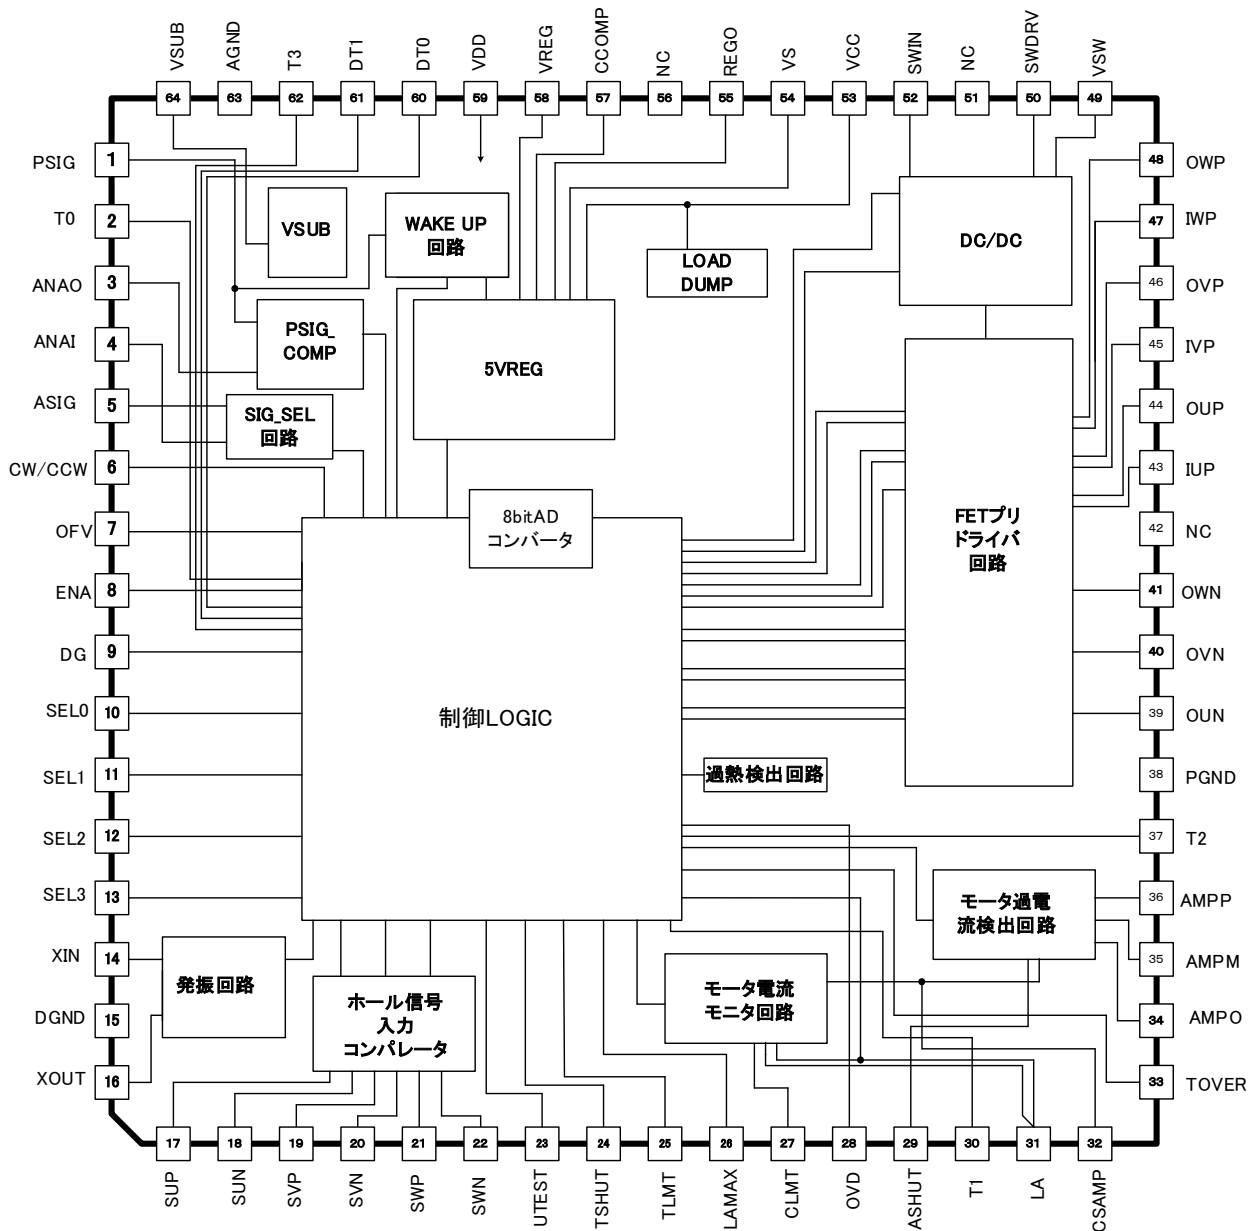 VSUB
AGND
T3
DT1
DT0
VDD
VREG
CCOMP
NC
REGO
VS
VCC
SWIN
NC
SWDRV
VSW
64
63
62
61
60
59
58
57
56
55
54
53
52
51
50
49
PSIG
1
T0
2
ANAO
3
ANAI
4
ASIG
5
CW/CCW
6
OFV
7
ENA
8
DG
9
SEL0
10
SEL1
11
SEL2
12
SEL3
13
XIN
14
DGND
15
XOUT
16
VSUB
WAKE UP
回路
LOAD
DUMP
DC/DC
PSIG_
COMP
5VREG
SIG_SEL
回路
8bitAD
コンバータ
FETプリ
ドライバ
回路
制御LOGIC
過熱検出回路
モータ過電
流検出回路
発振回路
ホール信号
入力
コンパレータ
モータ電流
モニタ回路
48
OWP
47
IWP
46
OVP
45
IVP
44
OUP
43
IUP
42
NC
41
OWN
40
OVN
39
OUN
38
PGND
37
T2
36
AMPP
35
AMPM
34
AMPO
33
TOVER
17
18
19
20
21
22
23
24
25
26
27
28
29
30
31
32
SUP
SUN
SVP
SVN
SWP
SWN
UTEST
TSHUT
TLMT
LAMAX
CLMT
OVD
ASHUT
T1
LA
CSAMP